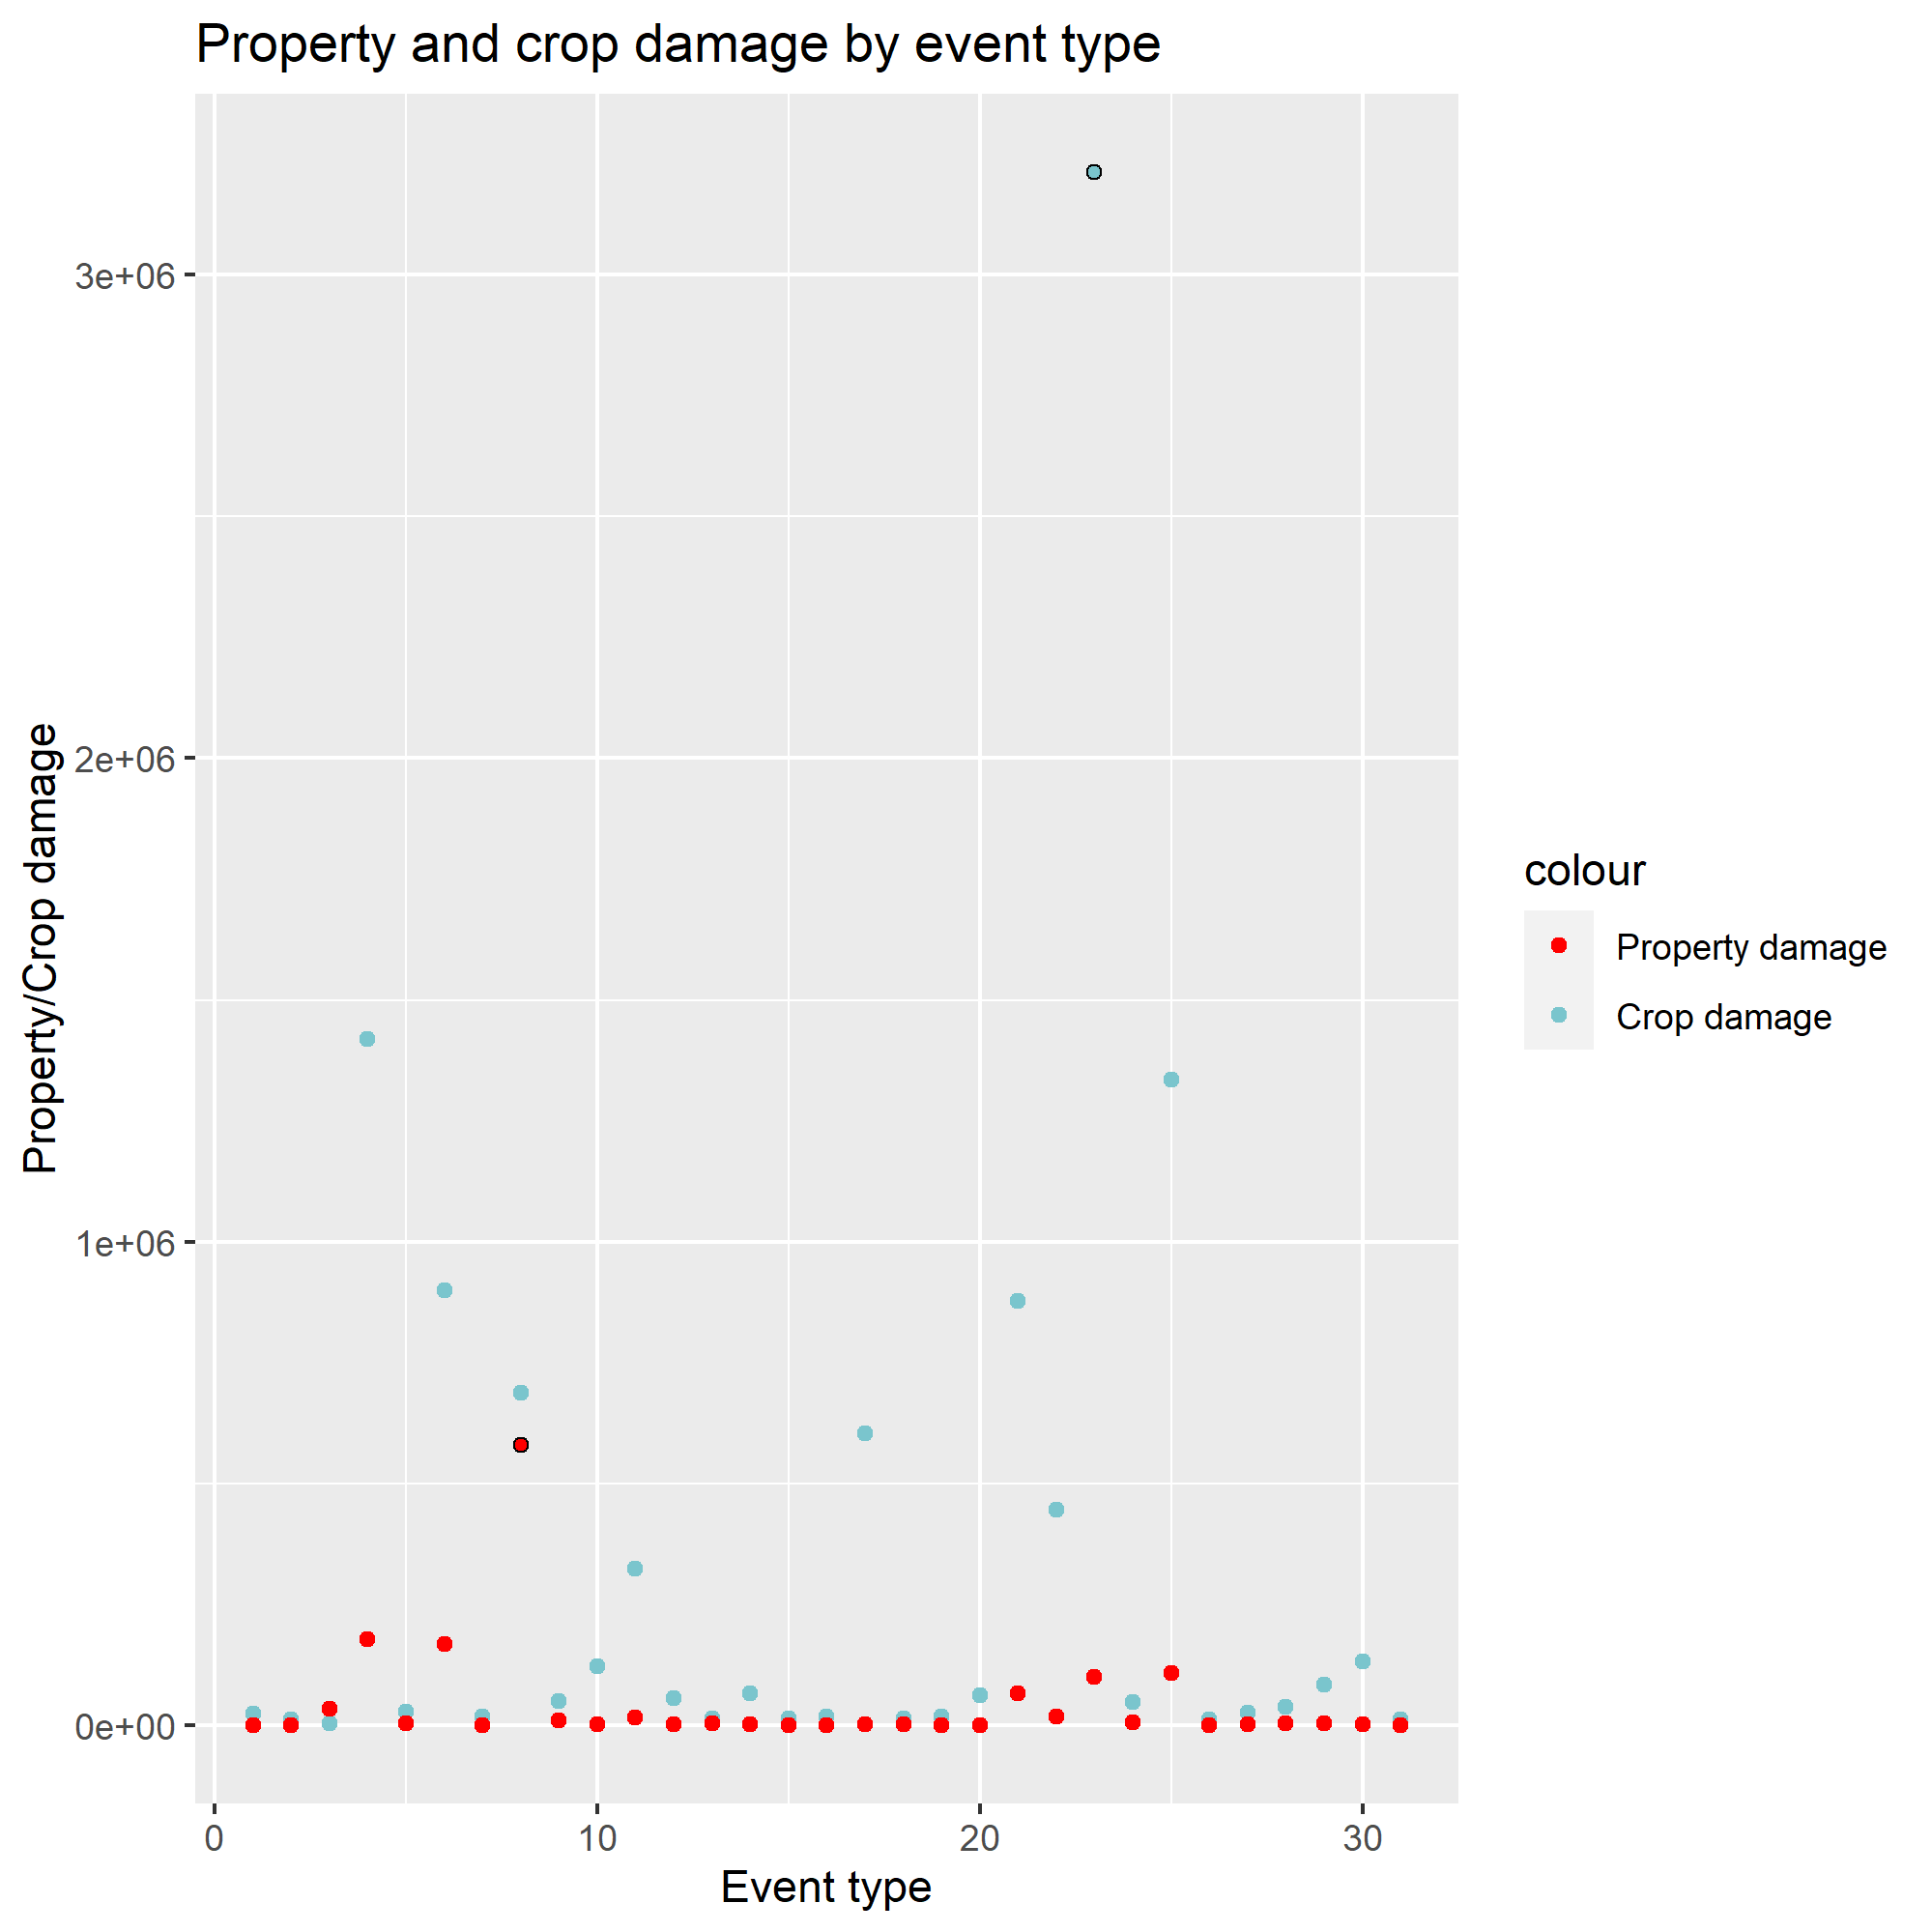 Property and crop damage by event type
Property/Crop damage
3e+06
2e+06
1e+06
0e+00
0
10
20
30
Event type
colour
Property damage
Crop damage